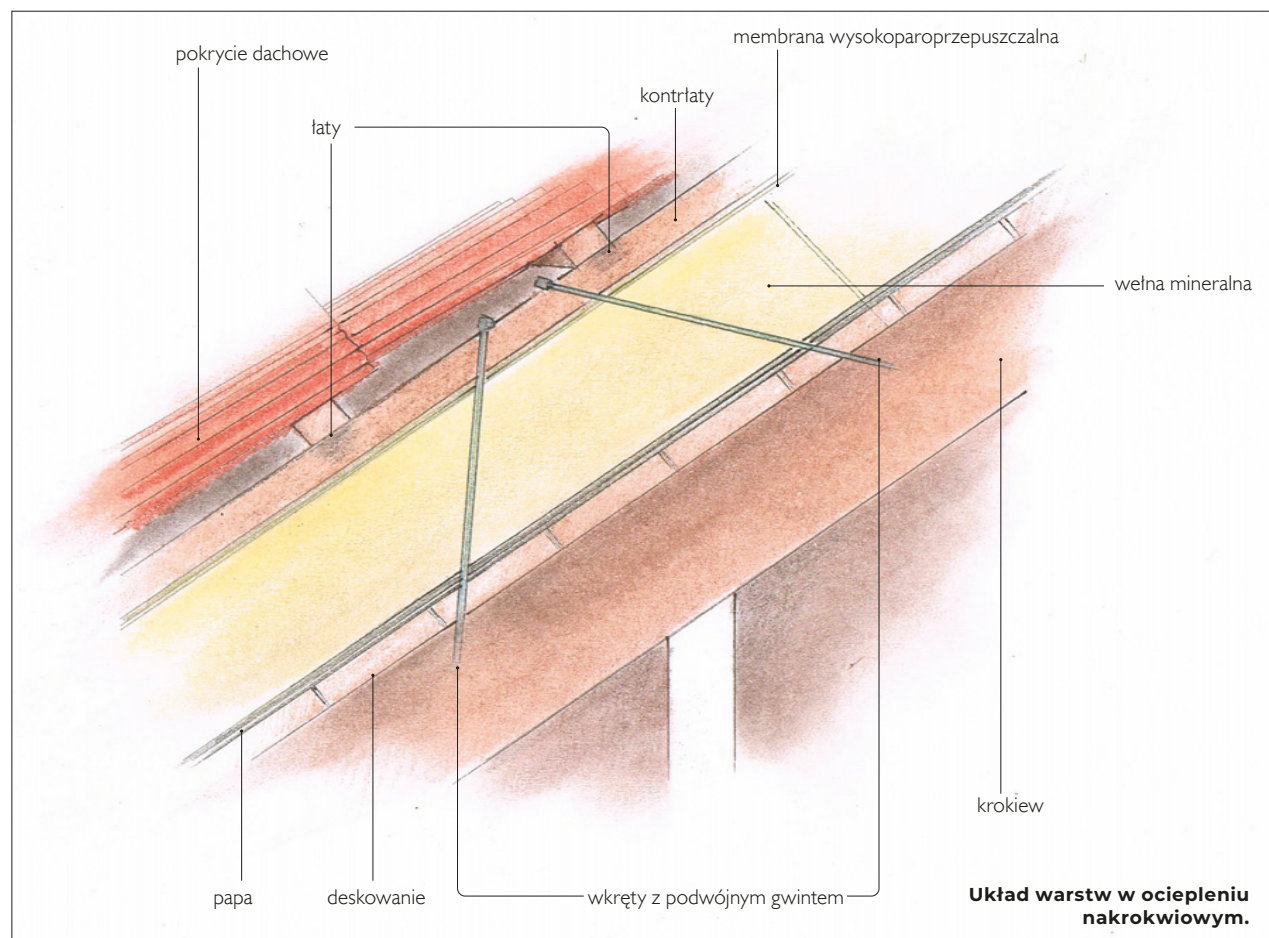 membrana wysokoparoprzepuszczalna
pokrycie dachowe
kontrłaty
łaty
wełna mineralna
krokiew
papa
deskowanie
wkręty z podwójnym gwintem
Układ warstw w ociepleniu
nakrokwiowym.